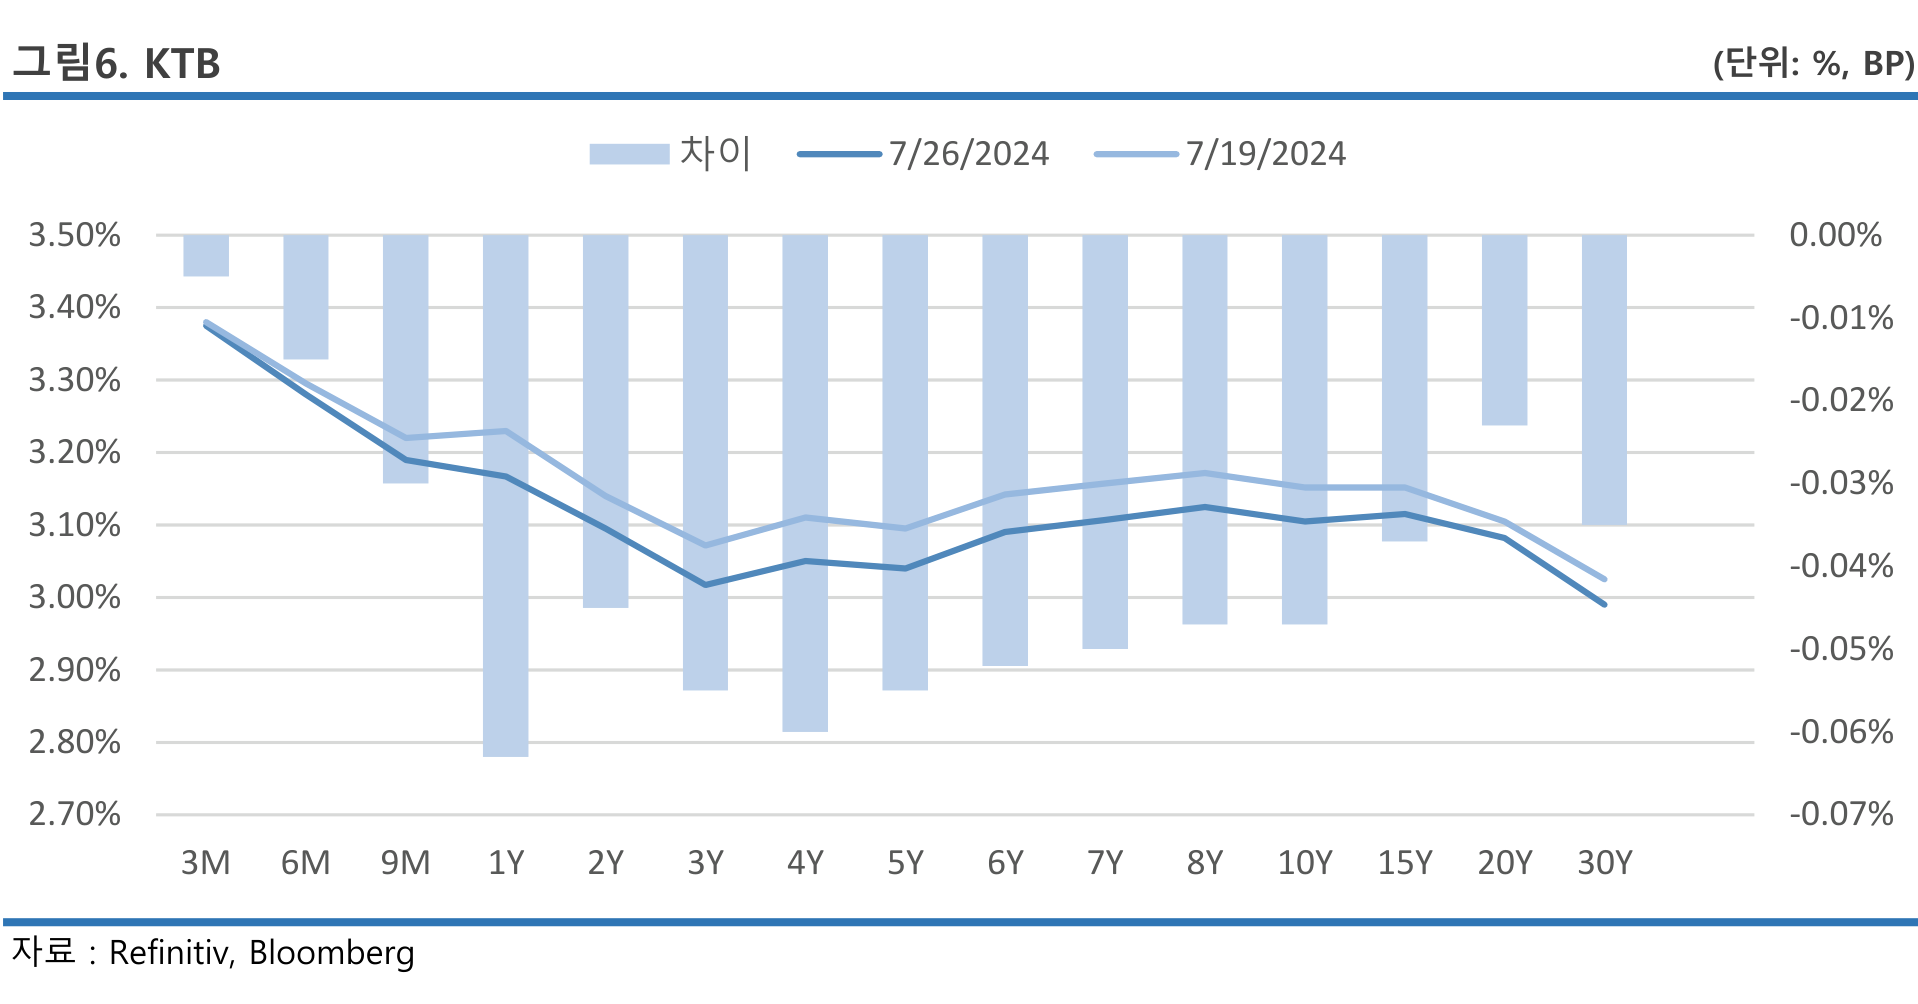 그림6. KTB
(단위: %, BP)
차이 7/26/2024 7/19/2024
3.50% 0.00%
3.40% -0.01%
3.30% -0.02%
3.20% -0.03%
3.10% -0.04%
3.00% -0.05%
2.90% -0.06%
2.80% -0.07%
2.70%
3M 6M 9M 1Y 2Y 3Y 4Y 5Y 6Y 7Y 8Y 10Y 15Y 20Y 30Y
자료 : Refinitiv, Bloomberg